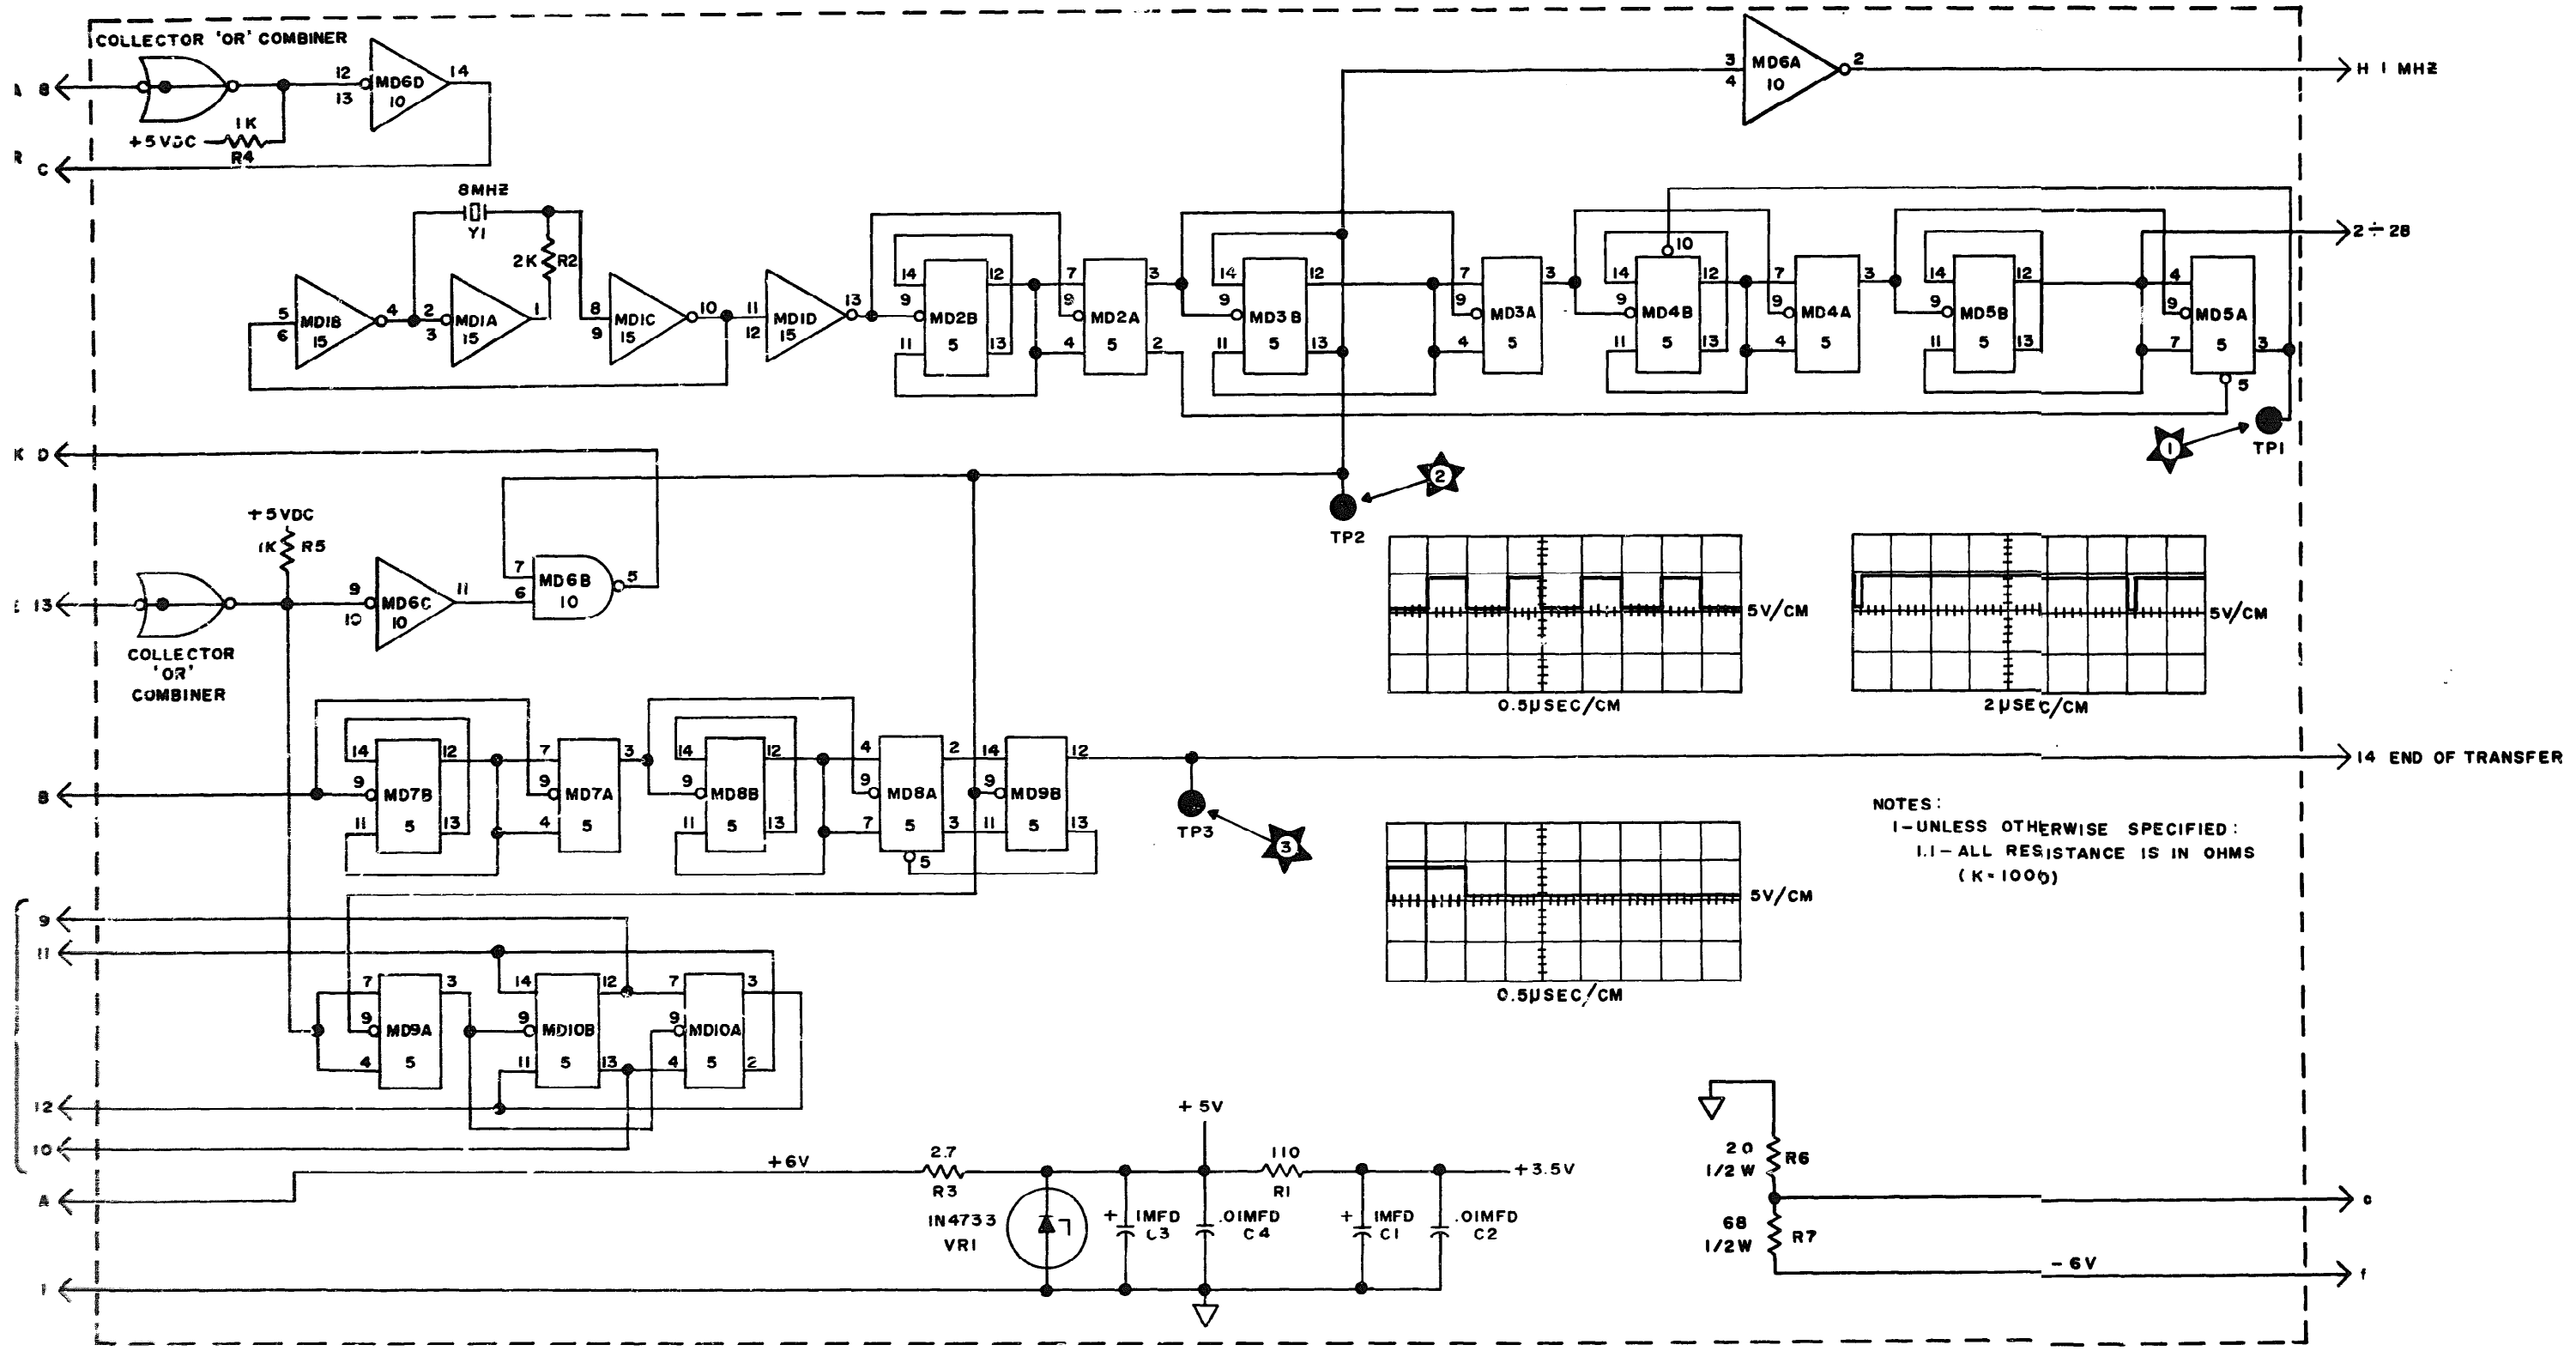 COLLECTOR 'OR' COMBINER
A 8
12
13
MD6D
10
14
+5VDC
1K
R4
R C
3
4
MD6A
10
2
H 1 MHZ
8MHZ
Y1
2K R2
5
6
MD1B
15
4
2
3
MD1A
15
1
8
9
MD1C
15
10
11
12
MD1D
15
13
14
9
11
MD2B
5
12
13
7
9
4
MD2A
5
3
2
14
9
11
MD3B
5
12
13
7
9
4
MD3A
5
3
10
14
9
11
MD4B
5
12
13
7
9
4
MD4A
5
3
14
9
11
MD5B
5
12
13
4
9
7
MD5A
5
3
5
2÷28
1
TP1
K D
2
TP2
+5VDC
1K R5
E 13
COLLECTOR
'OR'
COMBINER
9
10
MD6C
10
11
7
6
MD6B
10
5
5V/CM
0.5µSEC/CM
5V/CM
2µSEC/CM
B
14
9
11
MD7B
5
12
13
7
9
4
MD7A
5
3
14
9
11
MD8B
5
12
13
4
9
7
MD8A
5
2
3
5
14
9
11
MD9B
5
12
13
TP3
3
14 END OF TRANSFER
NOTES:
1-UNLESS OTHERWISE SPECIFIED:
1.1-ALL RESISTANCE IS IN OHMS
(K=1000)
5V/CM
0.5µSEC/CM
9
11
7
9
4
MD9A
5
3
14
9
11
MD10B
5
12
13
7
9
4
MD10A
5
3
2
12
10
A
+6V
2.7
R3
1N4733
VR1
+ 1MFD
C3
+5V
.01MFD
C4
110
R1
+ 1MFD
C1
.01MFD
C2
+3.5V
1
20
1/2W
R6
68
1/2W
R7
-6V
f